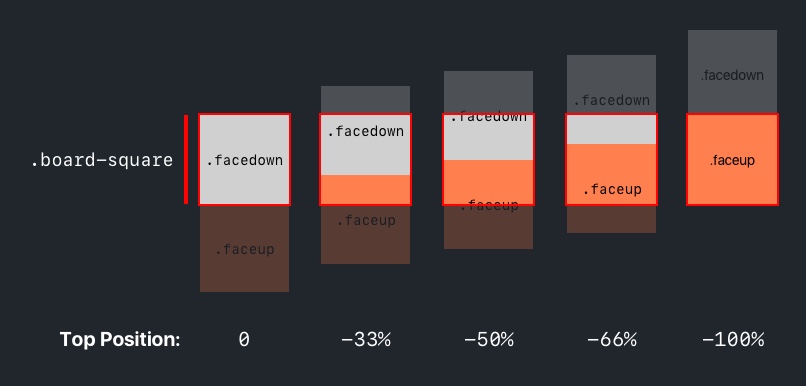 .board-square
.facedown
.faceup
.facedown
.faceup
.facedown
.faceup
.facedown
.faceup
.facedown
.faceup
Top Position: 0 −33% −50% −66% −100%